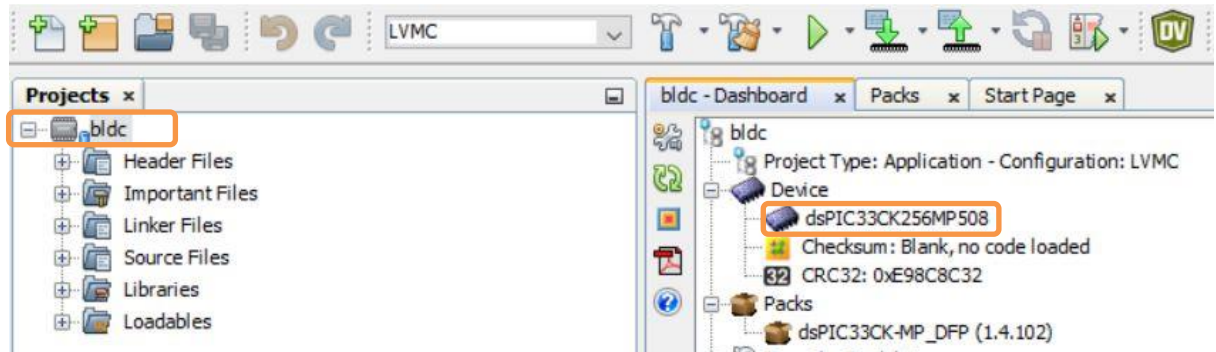 LVMC
DV
Projects
bldc
Header Files
Important Files
Linker Files
Source Files
Libraries
Loadables
bldc - Dashboard
Packs
Start Page
bldc
Project Type: Application - Configuration: LVMC
Device
dsPIC33CK256MP508
Checksum: Blank, no code loaded
32 CRC32: 0xE98C8C32
Packs
dsPIC33CK-MP_DFP (1.4.102)